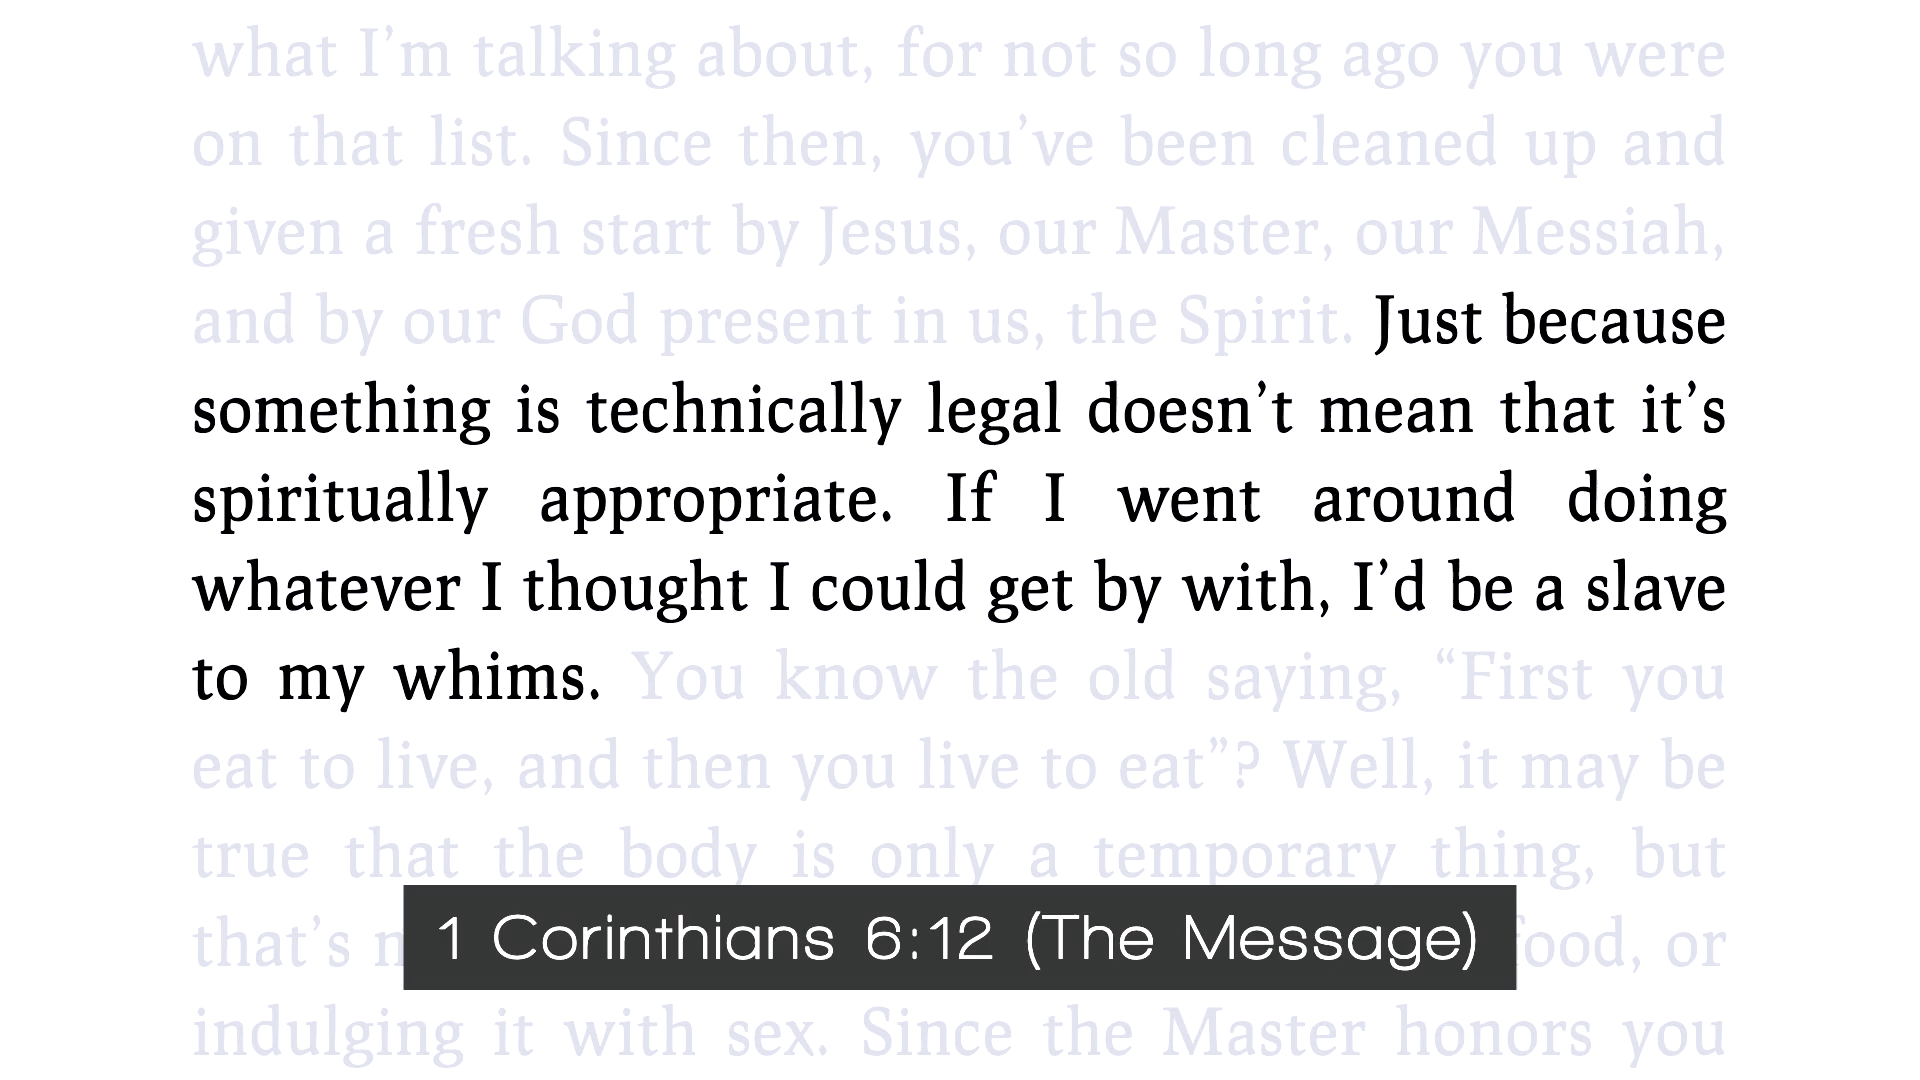 what I’m talking about, for not so long ago you were
on that list. Since then, you’ve been cleaned up and
given a fresh start by Jesus, our Master, our Messiah,
and by our God present in us, the Spirit. Just because
something is technically legal doesn’t mean that it’s
spiritually appropriate. If I went around doing
whatever I thought I could get by with, I’d be a slave
to my whims. You know the old saying, “First you
eat to live, and then you live to eat”? Well, it may be
true that the body is only a temporary thing, but
that’s food, or
1 Corinthians 6:12 (The Message)
indulging it with sex. Since the Master honors you